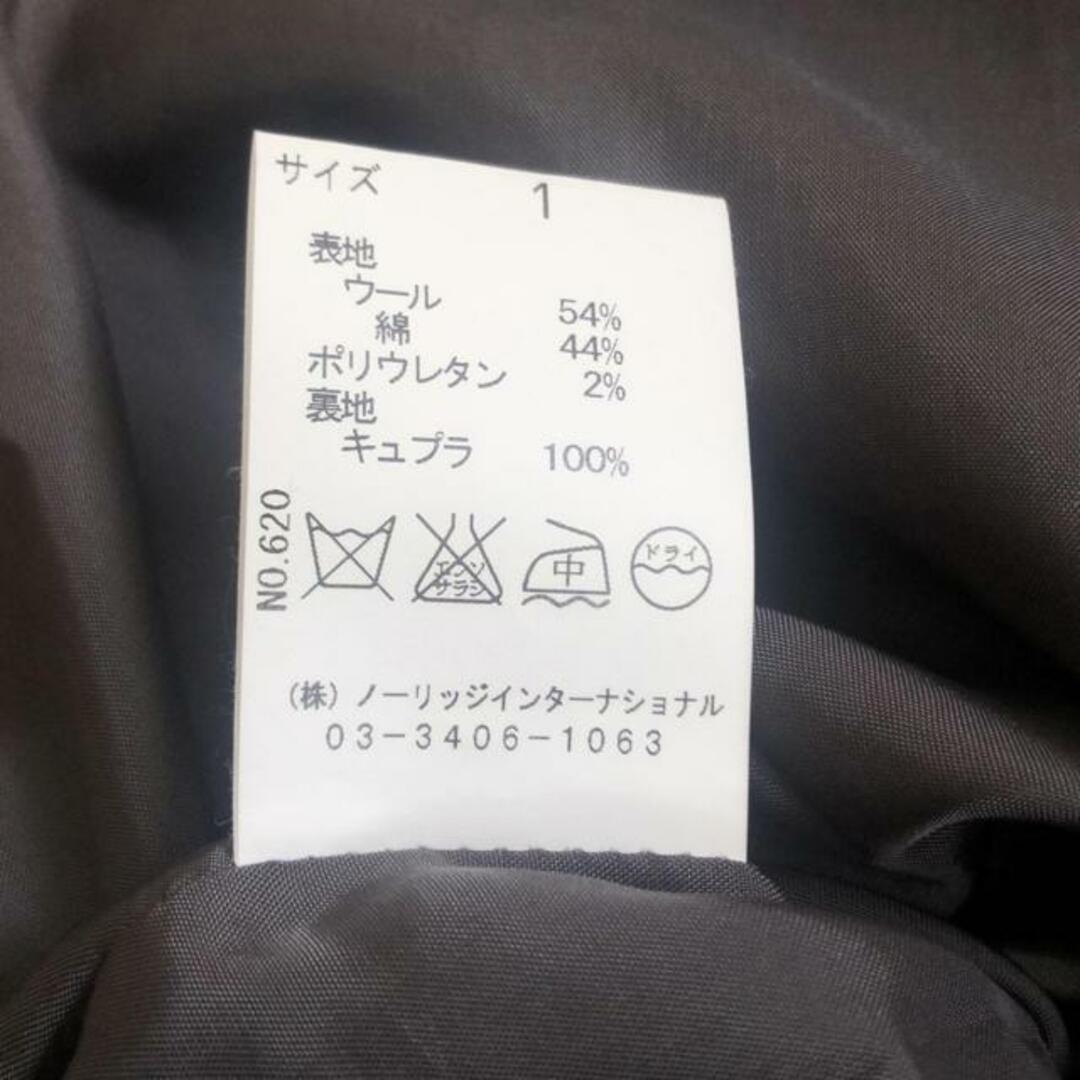 サイズ 1
表地
ウール 54%
綿 44%
ポリウレタン 2%
裏地
キュプラ 100%
NO.620
エンソ
サラシ
中
ドライ
(株) ノーリッジインターナショナル
03-3406-1063